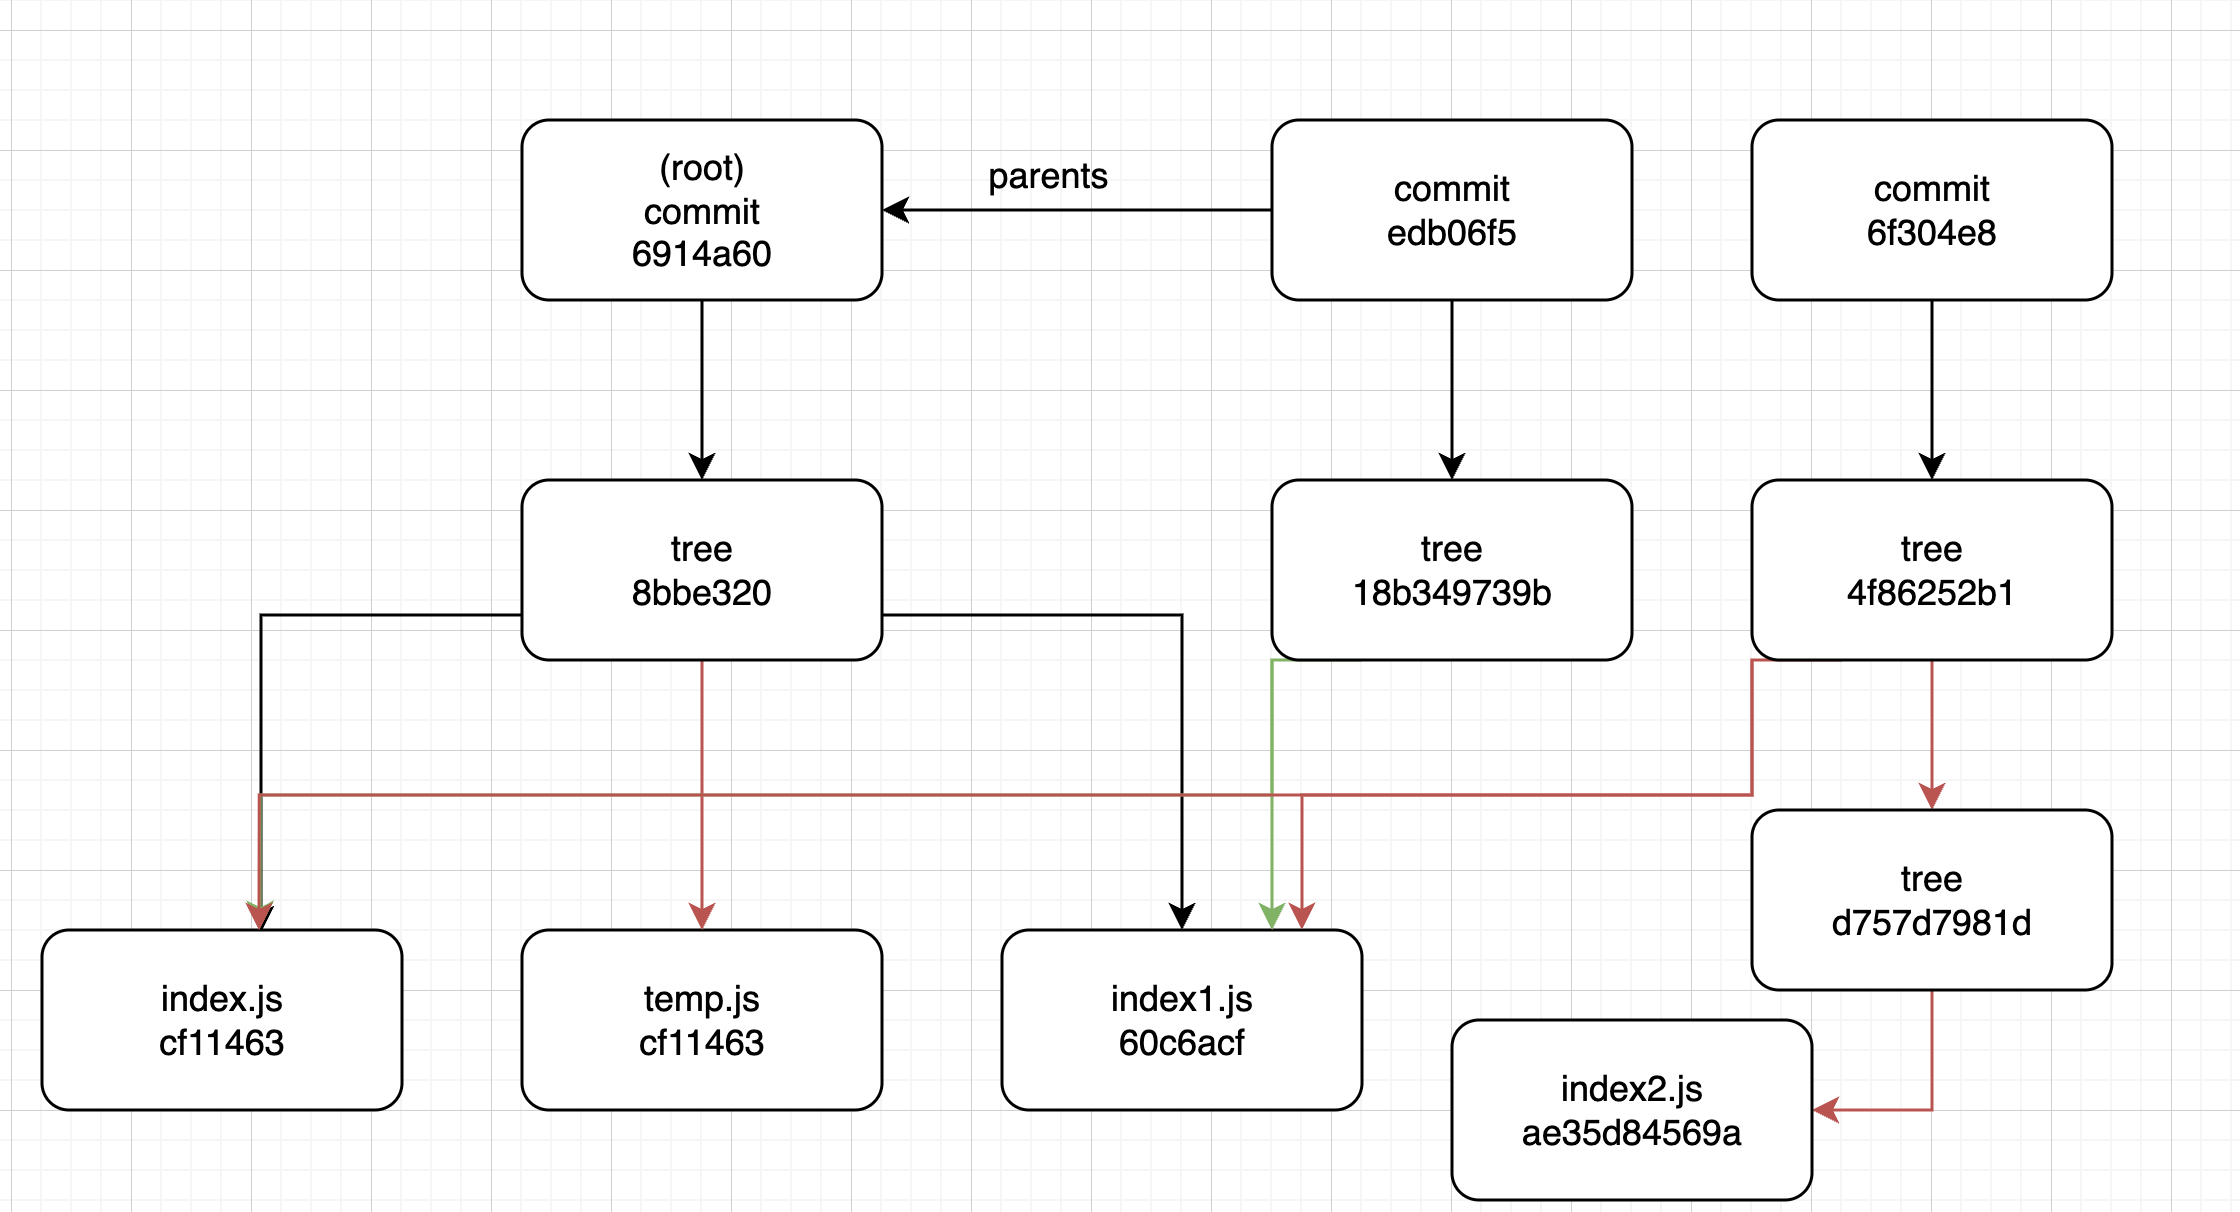 (root)
commit
6914a60
parents
commit
edb06f5
commit
6f304e8
tree
8bbe320
tree
18b349739b
tree
4f86252b1
tree
d757d7981d
index.js
cf11463
temp.js
cf11463
index1.js
60c6acf
index2.js
ae35d84569a